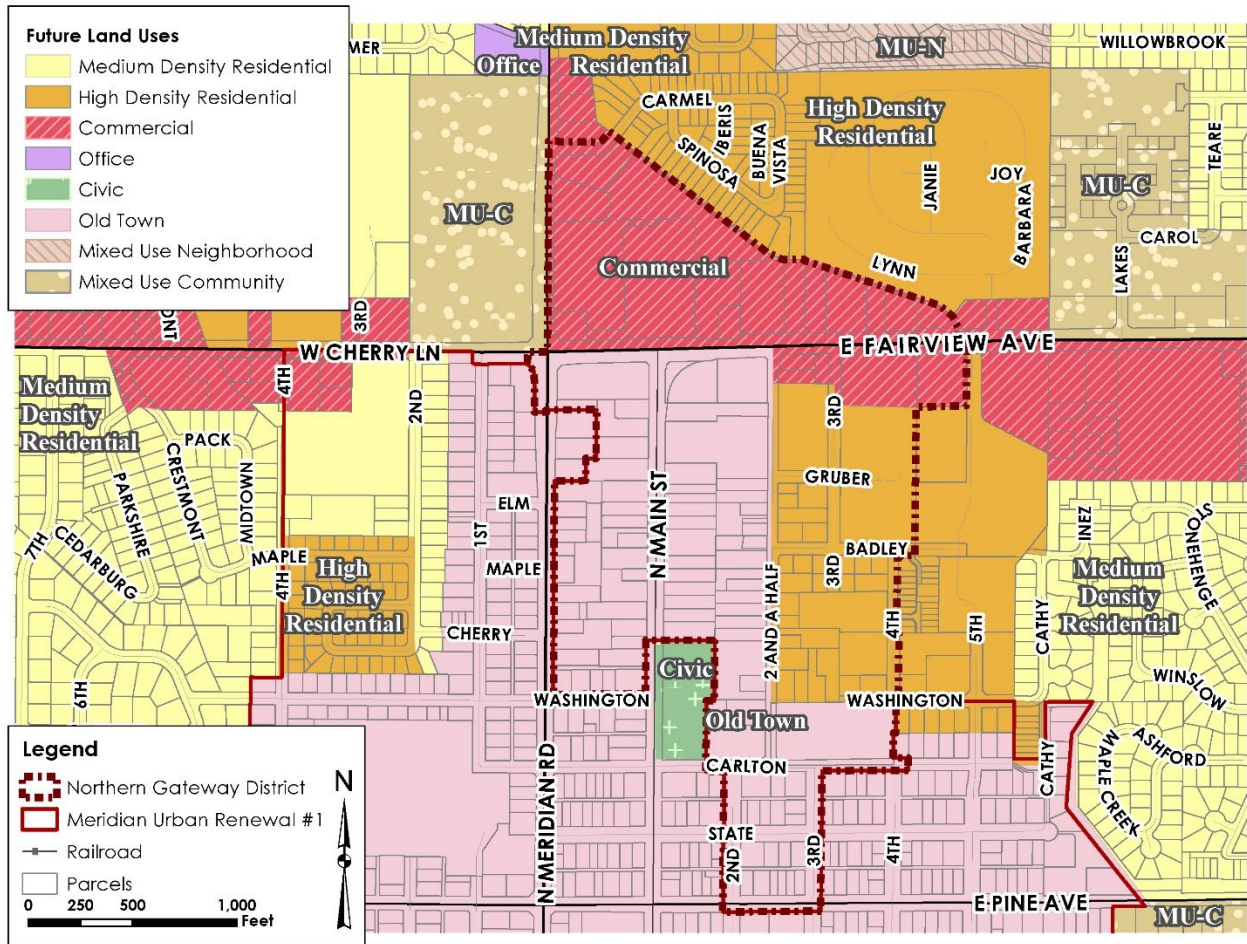 Future Land Uses
Medium Density Residential
High Density Residential
Commercial
Office
Civic
Old Town
Mixed Use Neighborhood
Mixed Use Community
MER
Office
Medium Density
Residential
MU-N
WILLOWBROOK
CARMEL
IBERIS
SPINOSA
BUENA
VISTA
High Density
Residential
JANIE
JOY
BARBARA
TEARE
MU-C
MU-C
CAROL
LAKES
Commercial
LYNN
ONT
3RD
W CHERRY LN
E FAIRVIEW AVE
Medium
Density
Residential
4TH
2ND
3RD
PACK
CRESTMONT
MIDTOWN
PARKSHIRE
CEDARBURG
7TH
MAPLE
4TH
ELM
1ST
MAPLE
N MAIN ST
GRUBER
BADLEY
3RD
INEZ
STONEHENGE
High
Density
Residential
CHERRY
2 AND A HALF
4TH
5TH
CATHY
Medium
Density
Residential
WINSLOW
6TH
WASHINGTON
Civic
Old Town
WASHINGTON
CARLTON
CATHY
ASHFORD
MAPLE CREEK
N MERIDIAN RD
STATE
2ND
3RD
4TH
E PINE AVE
MU-C
Legend
Northern Gateway District
Meridian Urban Renewal #1
Railroad
Parcels
N
0 250 500 1,000
Feet